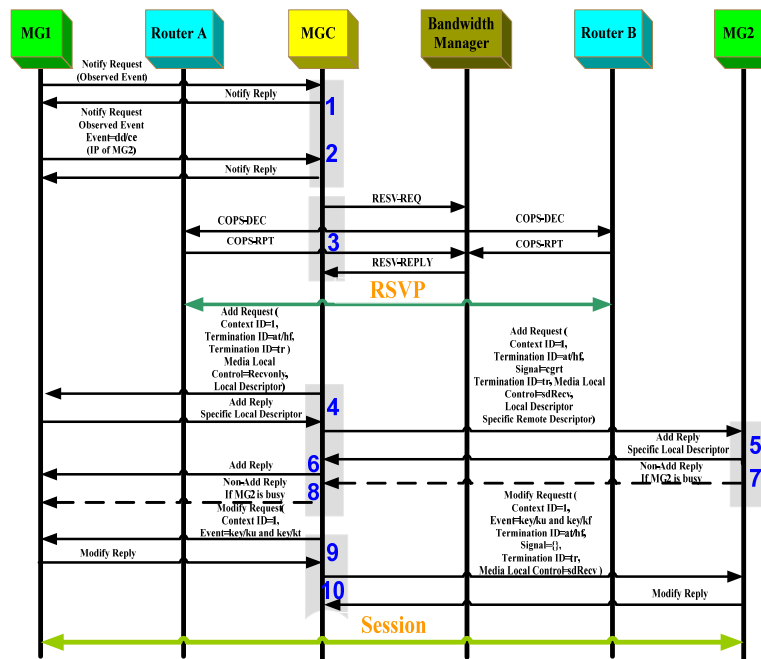 MG1
Router A
MGC
Bandwidth
Manager
Router B
MG2
Notify Request
(Observed Event)
Notify Reply
1
Notify Request
Observed Event
Event=dd/ce
(IP of MG2)
2
Notify Reply
RESV-REQ
COPS-DEC
COPS-DEC
3
COPS-RPT
COPS-RPT
RESV-REPLY
RSVP
Add Request (
Context ID=1,
Termination ID=at/hf,
Termination ID=tr )
Media Local
Control=Recvonly,
Local Descriptor)
Add Request (
Context ID=1,
Termination ID=at/hf,
Signal=cgrt
Termination ID=tr, Media Local
Control=sdRecv,
Local Descriptor
Specific Remote Descriptor)
4
Add Reply
Specific Local Descriptor
Add Reply
Specific Local Descriptor
5
Add Reply
6
Non-Add Reply
If MG2 is busy
7
Non-Add Reply
If MG2 is busy
8
Modify Request(
Context ID=1,
Event=key/ku and key/kt
Modify Requestt (
Context ID=1,
Event=key/ku and key/kf
Termination ID=at/hf,
Signal={},
Termination ID=tr,
Media Local Control=sdRecv )
9
Modify Reply
10
Modify Reply
Session